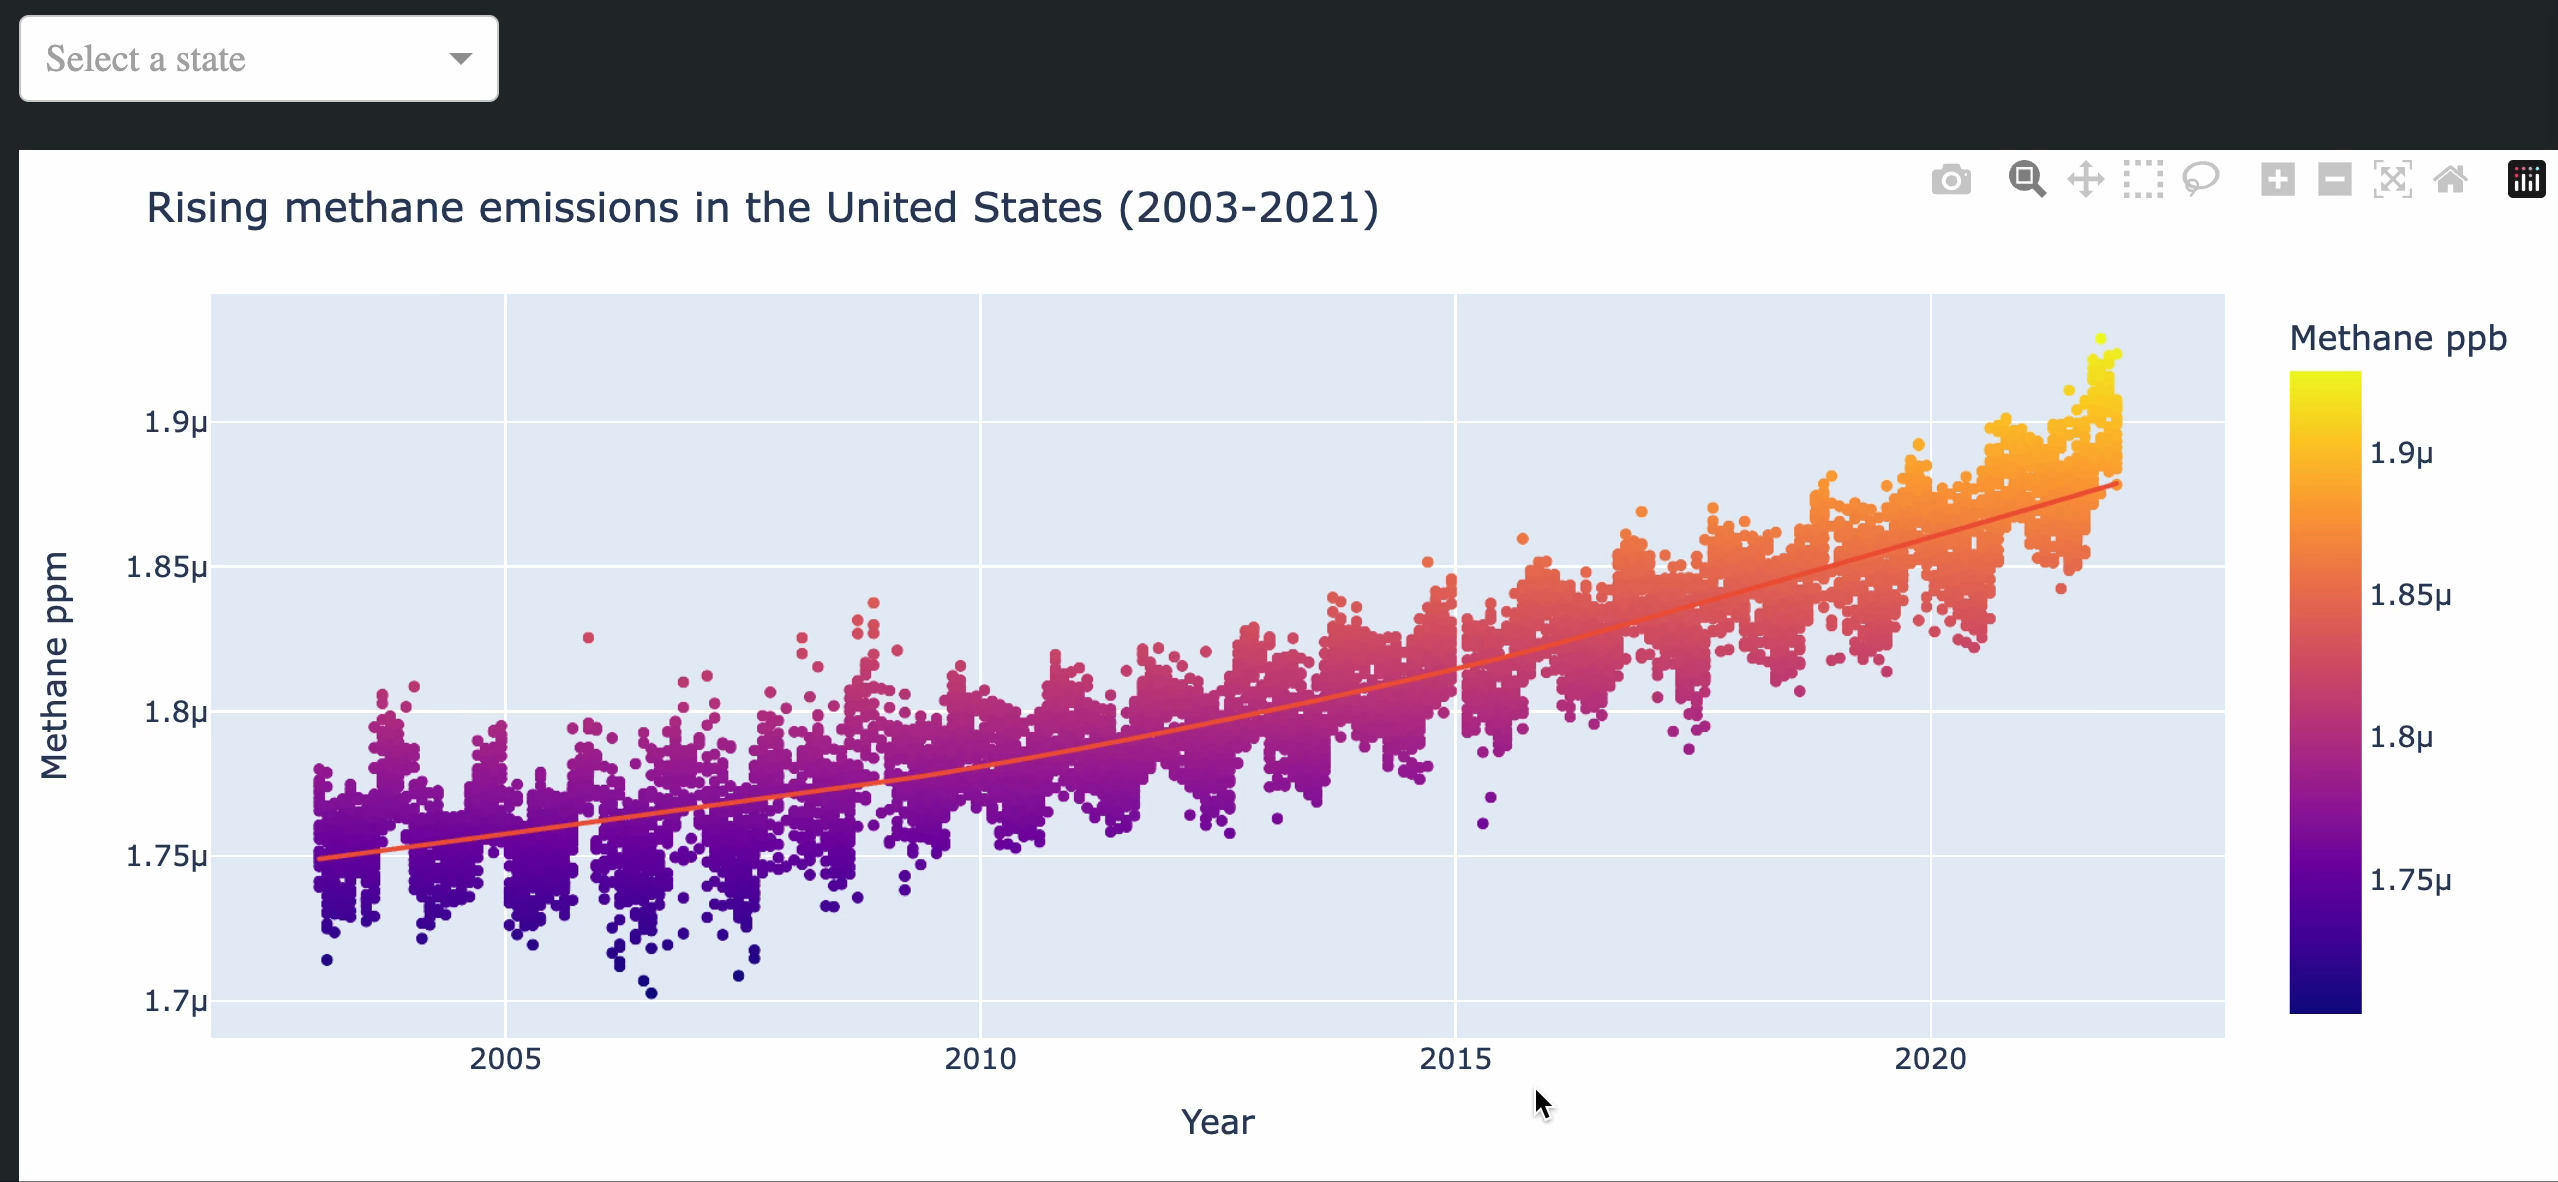 Select a state
Rising methane emissions in the United States (2003-2021)
Methane ppm
1.9μ
1.85μ
1.8μ
1.75μ
1.7μ
2005
2010
2015
2020
Year
Methane ppb
1.9μ
1.85μ
1.8μ
1.75μ